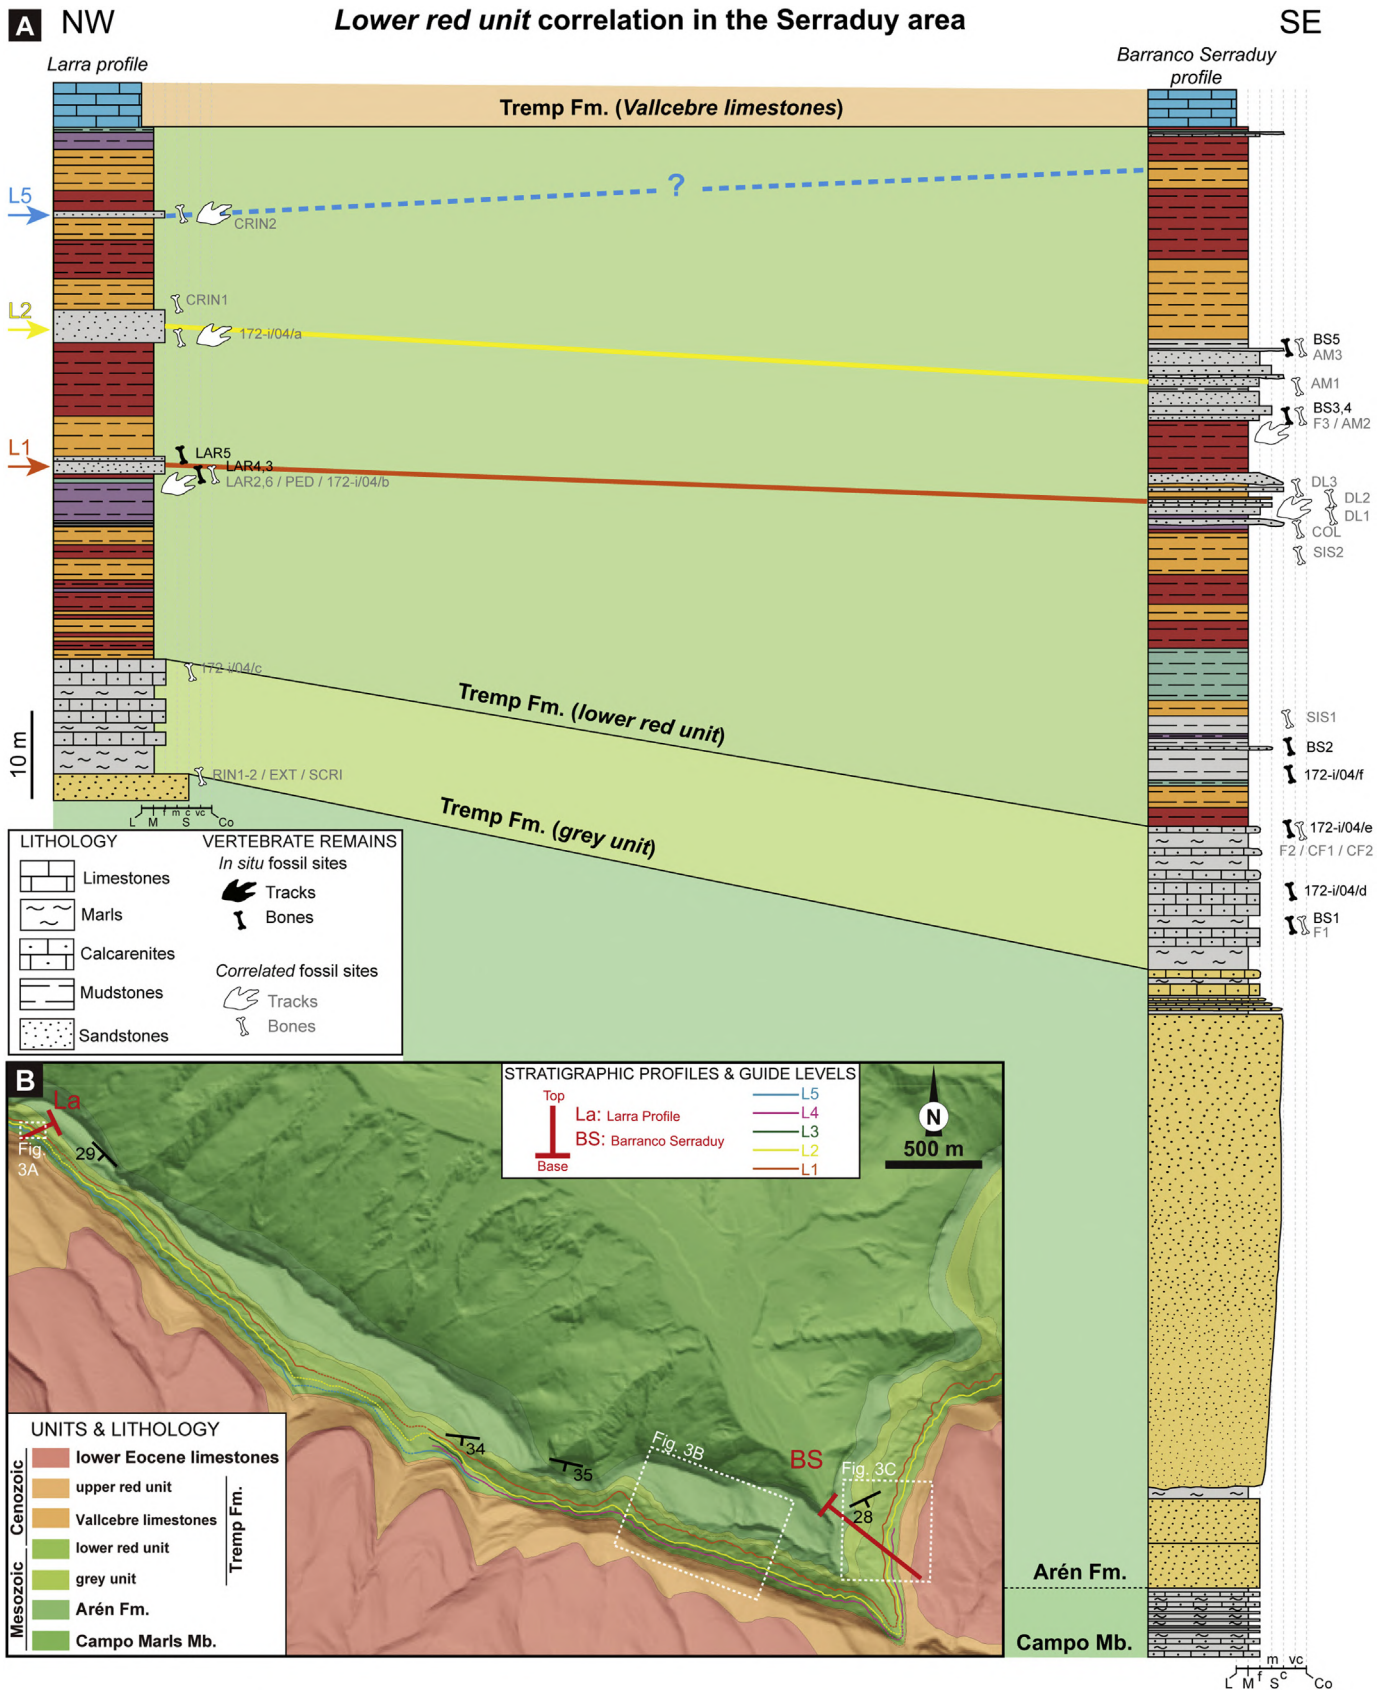 A
NW
Lower red unit correlation in the Serraduy area
SE
Larra profile
Barranco Serraduy
profile
Tremp Fm. (Vallcebre limestones)
L5
?
CRIN2
CRIN1
L2
172-i/04/a
BS5
AM3
AM1
BS3,4
F3 / AM2
L1
LAR5
LAR4,3
LAR2,6 / PED / 172-i/04/b
DL3
DL2
DL1
COL
SIS2
172-i/04/c
Tremp Fm. (lower red unit)
SIS1
BS2
172-i/04/f
10 m
RIN1-2 / EXT / SCRI
Tremp Fm. (grey unit)
172-i/04/e
F2 / CF1 / CF2
172-i/04/d
BS1
F1
L M f m c vc
S Co
LITHOLOGY
Limestones
Marls
Calcarenites
Mudstones
Sandstones
VERTEBRATE REMAINS
In situ fossil sites
Tracks
Bones
Correlated fossil sites
Tracks
Bones
B
La
Fig.
3A
29
STRATIGRAPHIC PROFILES & GUIDE LEVELS
Top
Base
La: Larra Profile
BS: Barranco Serraduy
L5
L4
L3
L2
L1
N
500 m
34
35
Fig. 3B
BS
Fig. 3C
28
UNITS & LITHOLOGY
Cenozoic
Mesozoic
lower Eocene limestones
upper red unit
Vallcebre limestones
lower red unit
grey unit
Tremp Fm.
Arén Fm.
Campo Marls Mb.
Arén Fm.
Campo Mb.
m vc
L M f S c Co